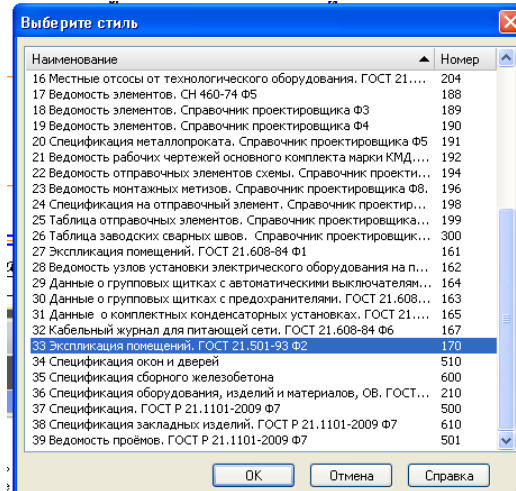 Выберите стиль
Наименование Номер
16 Местные отсосы от технологического оборудования. ГОСТ 21.... 204
17 Ведомость элементов. СН 460-74 Ф5 188
18 Ведомость элементов. Справочник проектировщика Ф3 189
19 Ведомость элементов. Справочник проектировщика Ф4 190
20 Спецификация металлопроката. Справочник проектировщика Ф5 191
21 Ведомость рабочих чертежей основного комплекта марки КМД.... 192
22 Ведомость отправочных элементов схемы. Справочник проекти... 194
23 Ведомость монтажных метизов. Справочник проектировщика Ф8. 196
24 Спецификация на отправочный элемент. Справочник проектир... 198
25 Таблица отправочных элементов. Справочник проектировщика... 199
26 Таблица заводских сварных швов. Справочник проектировщик... 300
27 Экспликация помещений. ГОСТ 21.608-84 Ф1 161
28 Ведомость узлов установки электрического оборудования на п... 162
29 Данные о групповых щитках с автоматическими выключателям... 164
30 Данные о групповых щитках с предохранителями. ГОСТ 21.608... 163
31 Данные о комплектных конденсаторных установках. ГОСТ 21.... 165
32 Кабельный журнал для питающей сети. ГОСТ 21.608-84 Ф6 167
33 Экспликация помещений. ГОСТ 21.501-93 Ф2 170
34 Спецификация окон и дверей 510
35 Спецификация сборного железобетона 600
36 Спецификация оборудования, изделий и материалов, ОВ. ГОСТ... 210
37 Спецификация. ГОСТ Р 21.1101-2009 Ф7 500
38 Спецификация закладных изделий. ГОСТ Р 21.1101-2009 Ф7 610
39 Ведомость проёмов. ГОСТ Р 21.1101-2009 Ф7 501
OK Отмена Справка